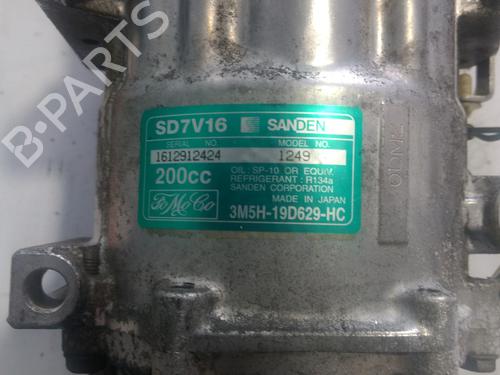 SD7V16 SANDEN
SERIAL NO. MODEL NO.
1612912424 1249
200cc
OIL: SP-10 OR EQUIV.
REFRIGERANT: R134a
SANDEN CORPORATION
MADE IN JAPAN
FoMoCo 3M5H-19D629-HC
B-PARTS